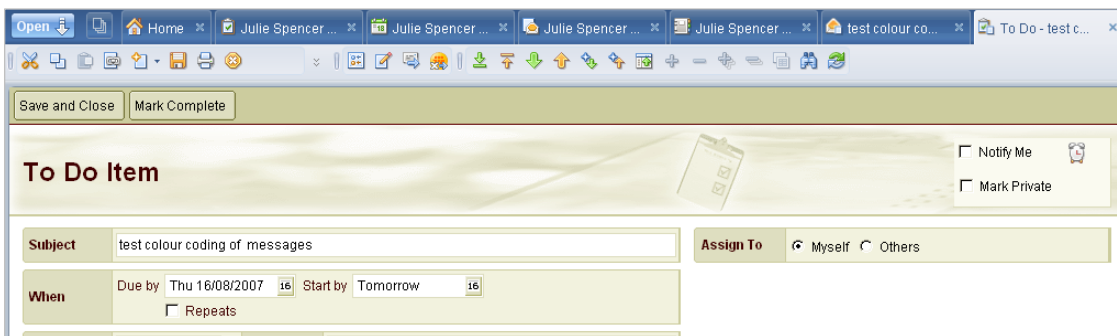 Open Home Julie Spencer ... Julie Spencer ... Julie Spencer ... Julie Spencer ... test colour co... To Do - test c...
Save and Close Mark Complete
To Do Item
Notify Me
Mark Private
Subject test colour coding of messages
Assign To Myself Others
When Due by Thu 16/08/2007 16 Start by Tomorrow 16
Repeats